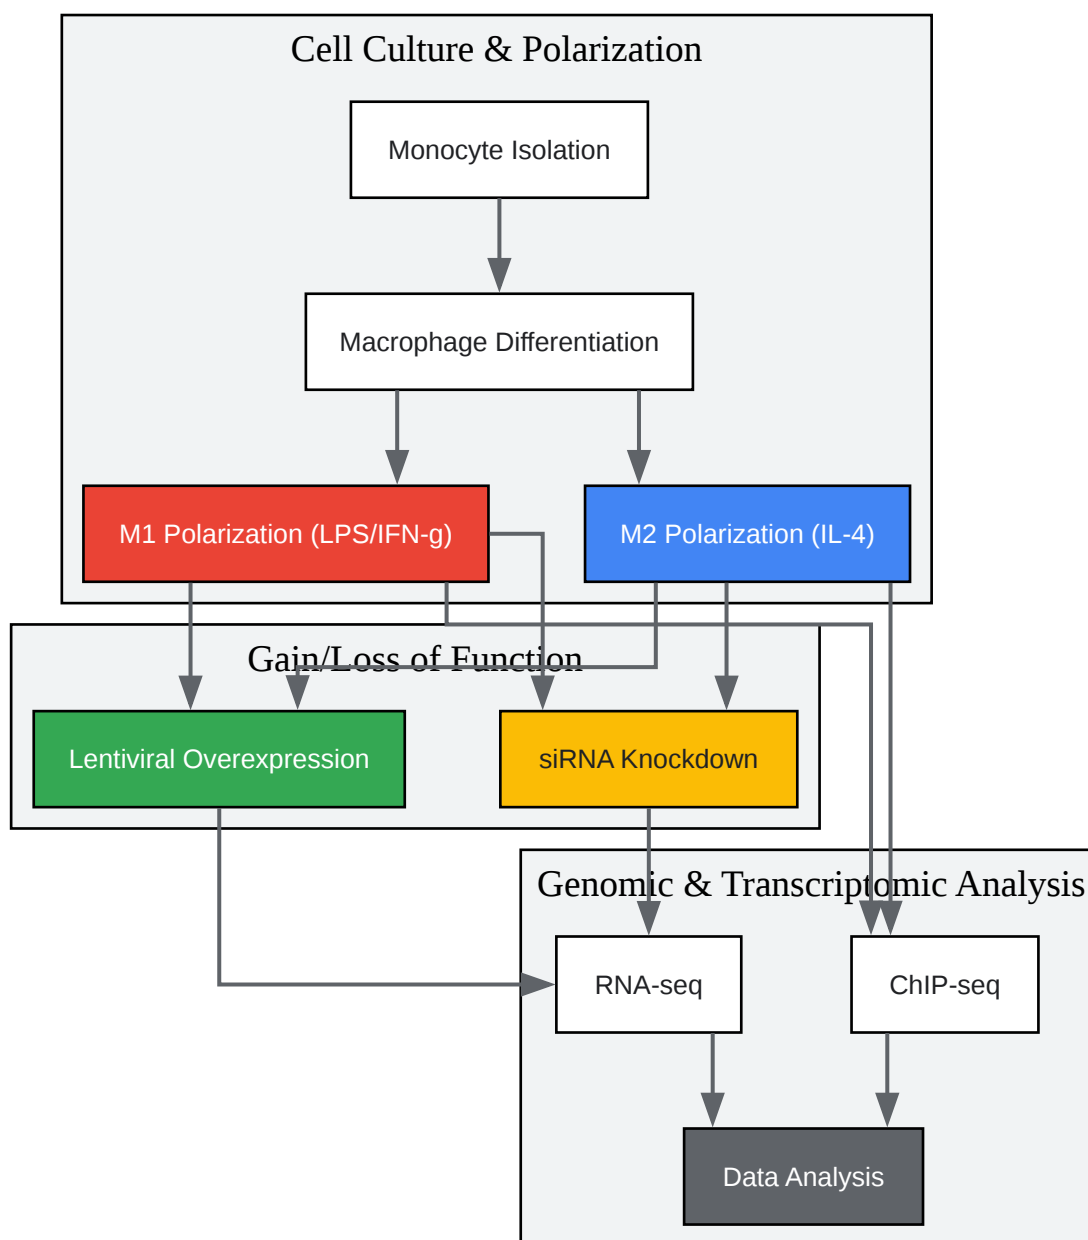 Cell Culture & Polarization
Monocyte Isolation
Macrophage Differentiation
M1 Polarization (LPS/IFN-g)
M2 Polarization (IL-4)
Gain/Loss of Function
Lentiviral Overexpression
siRNA Knockdown
Genomic & Transcriptomic Analysis
RNA-seq
ChIP-seq
Data Analysis